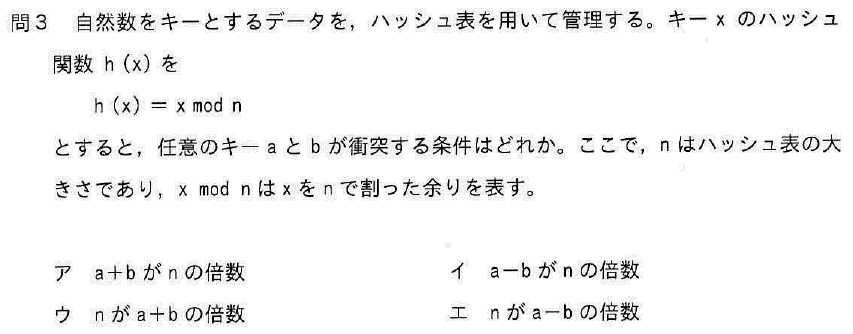 問3 自然数をキーとするデータを，ハッシュ表を用いて管理する。キー x のハッシュ
関数 h (x) を
h (x) = x mod n
とすると，任意のキー a と b が衝突する条件はどれか。ここで，n はハッシュ表の大
きさであり，x mod n は x を n で割った余りを表す。
ア a+b が n の倍数 イ a-b が n の倍数
ウ n が a+b の倍数 エ n が a-b の倍数